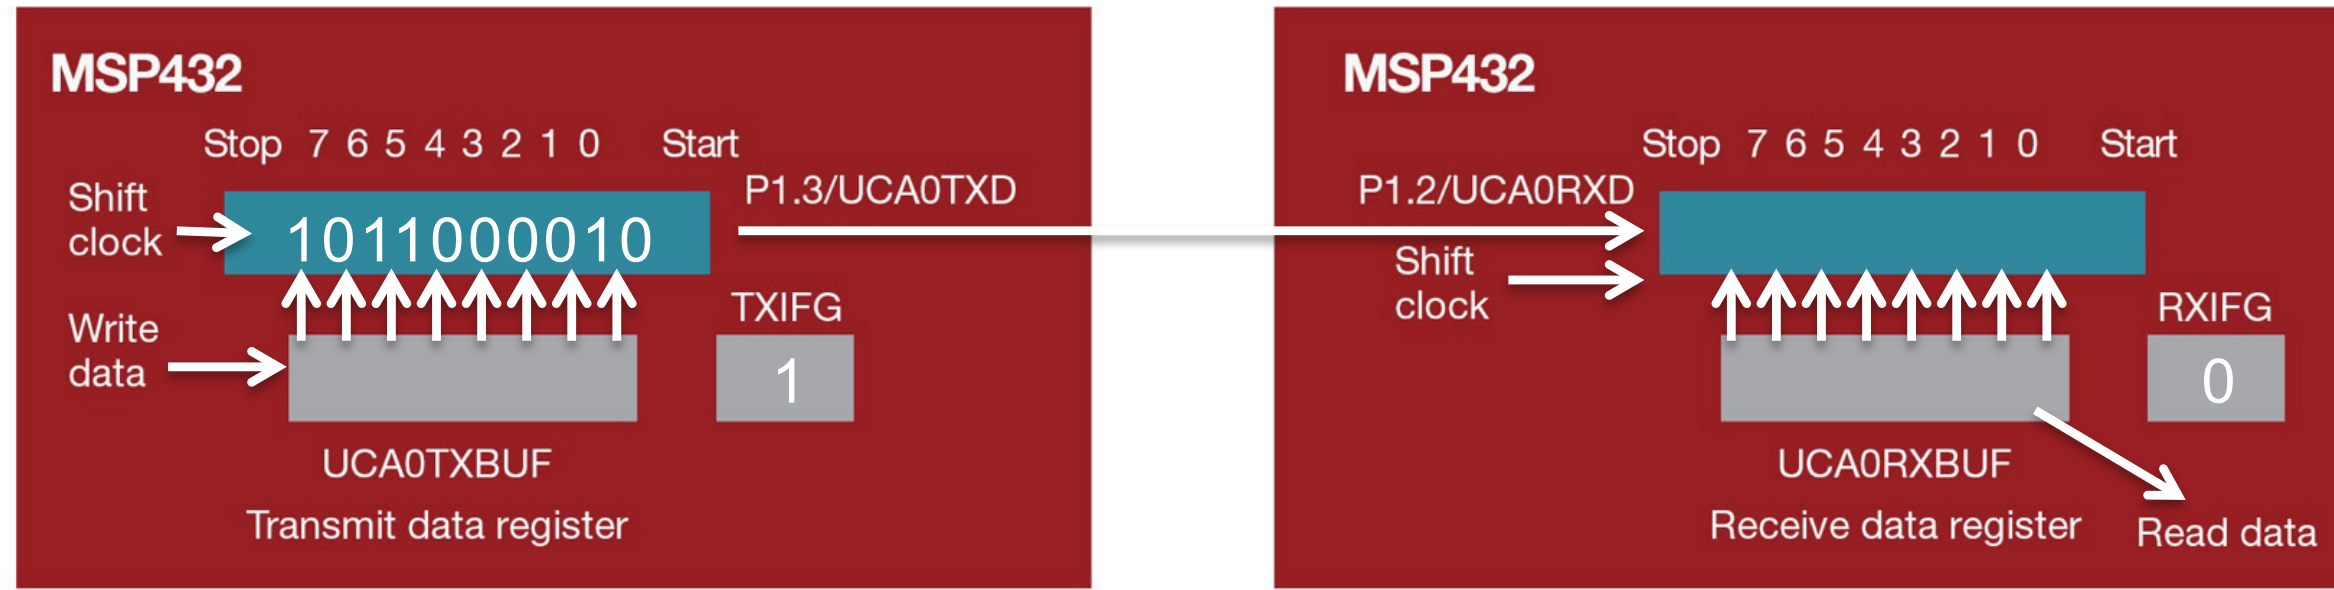 MSP432
Stop 7 6 5 4 3 2 1 0 Start
Shift
clock
1011000010
P1.3/UCA0TXD
Write
data
TXIFG
1
UCA0TXBUF
Transmit data register
MSP432
Stop 7 6 5 4 3 2 1 0 Start
P1.2/UCA0RXD
Shift
clock
RXIFG
0
UCA0RXBUF
Receive data register
Read data